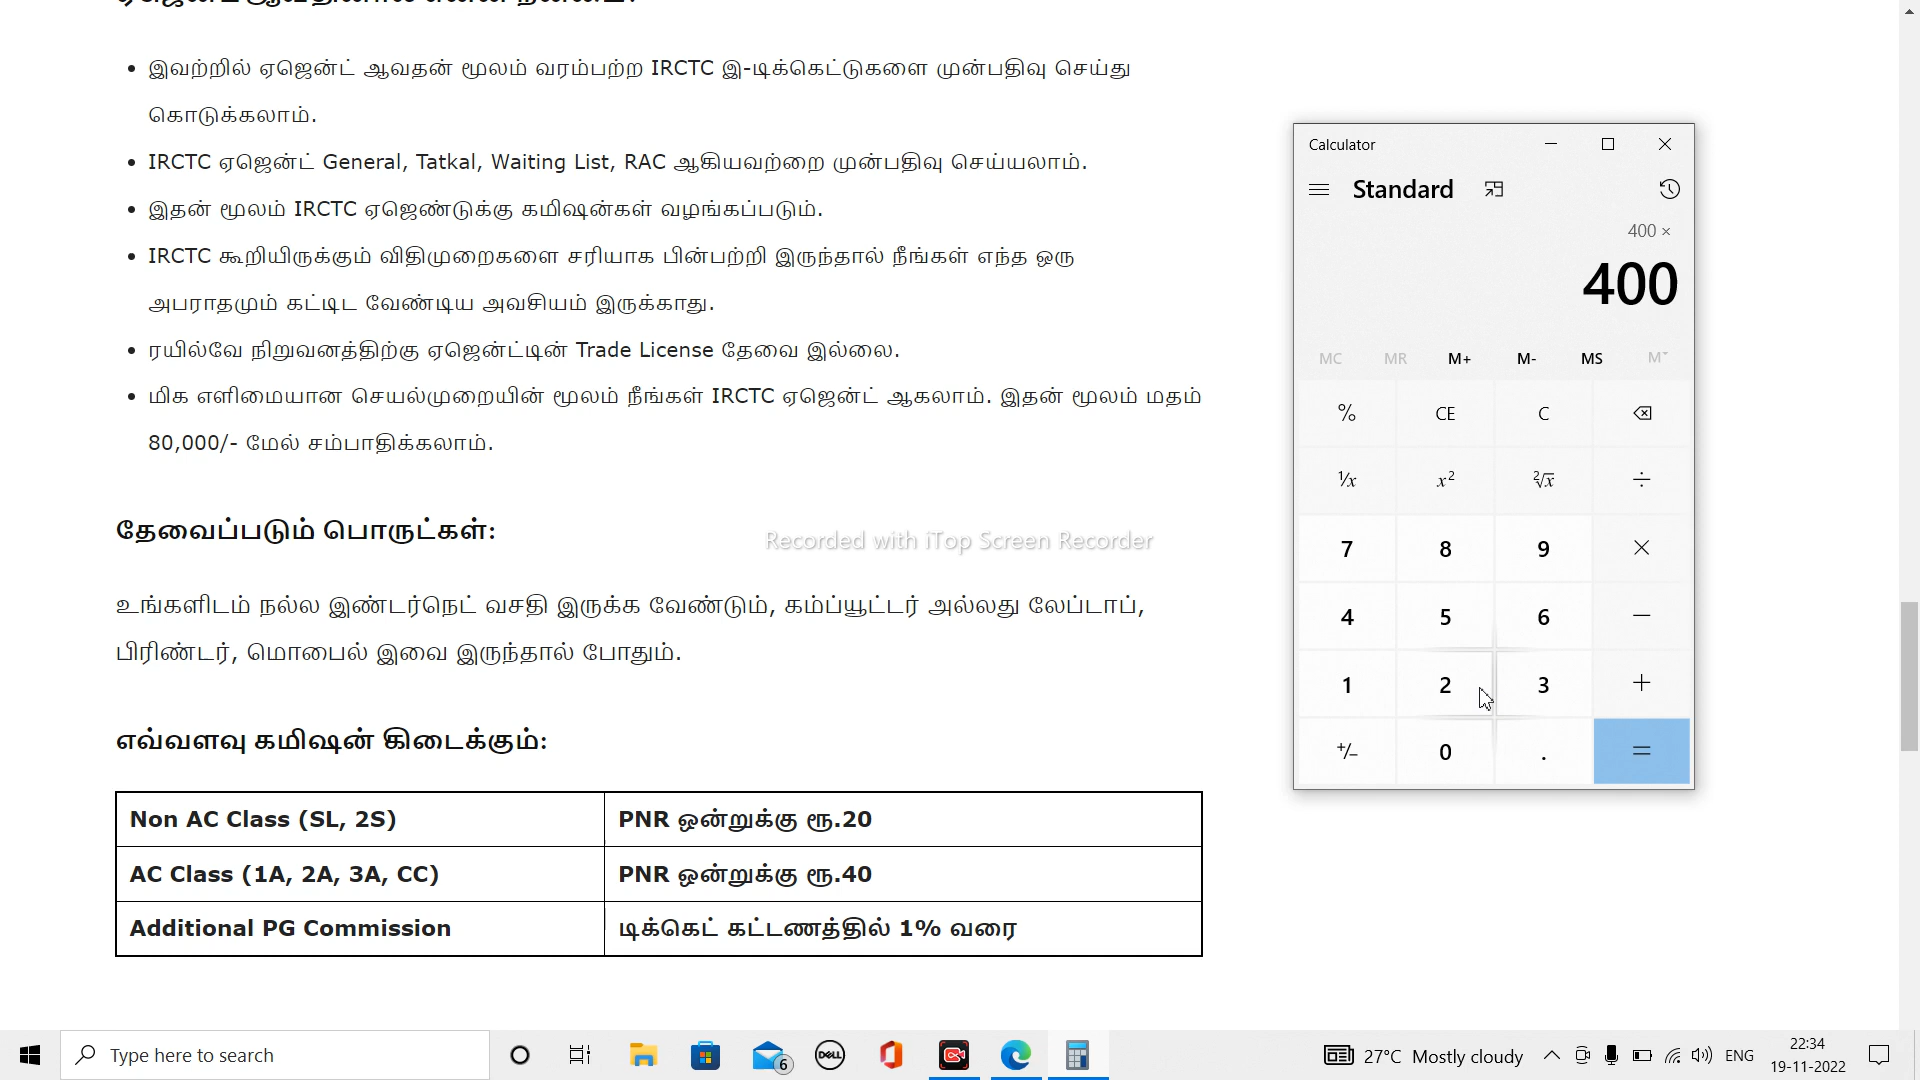 இவற்றில் ஏஜென்ட் ஆவதன் மூலம் வரம்பற்ற IRCTC இ-டிக்கெட்டுகளை முன்பதிவு செய்து
கொடுக்கலாம்.
IRCTC ஏஜென்ட் General, Tatkal, Waiting List, RAC ஆகியவற்றை முன்பதிவு செய்யலாம்.
இதன் மூலம் IRCTC ஏஜெண்டுக்கு கமிஷன்கள் வழங்கப்படும்.
IRCTC கூறியிருக்கும் விதிமுறைகளை சரியாக பின்பற்றி இருந்தால் நீங்கள் எந்த ஒரு
அபராதமும் கட்டிட வேண்டிய அவசியம் இருக்காது.
ரயில்வே நிறுவனத்திற்கு ஏஜென்ட்டின் Trade License தேவை இல்லை.
மிக எளிமையான செயல்முறையின் மூலம் நீங்கள் IRCTC ஏஜென்ட் ஆகலாம். இதன் மூலம் மதம்
80,000/- மேல் சம்பாதிக்கலாம்.
தேவைப்படும் பொருட்கள்:
உங்களிடம் நல்ல இண்டர்நெட் வசதி இருக்க வேண்டும், கம்ப்யூட்டர் அல்லது லேப்டாப்,
பிரிண்டர், மொபைல் இவை இருந்தால் போதும்.
எவ்வளவு கமிஷன் கிடைக்கும்:
Non AC Class (SL, 2S) PNR ஒன்றுக்கு ரூ.20
AC Class (1A, 2A, 3A, CC) PNR ஒன்றுக்கு ரூ.40
Additional PG Commission டிக்கெட் கட்டணத்தில் 1% வரை
Recorded with iTop Screen Recorder
Calculator
Standard
400 ×
400
MC MR M+ M- MS M˅
% CE C
¹/x x² ²√x ÷
7 8 9 ×
4 5 6 −
1 2 3 +
+/− 0 . =
Type here to search
6
DELL
27°C Mostly cloudy
ENG
22:34
19-11-2022